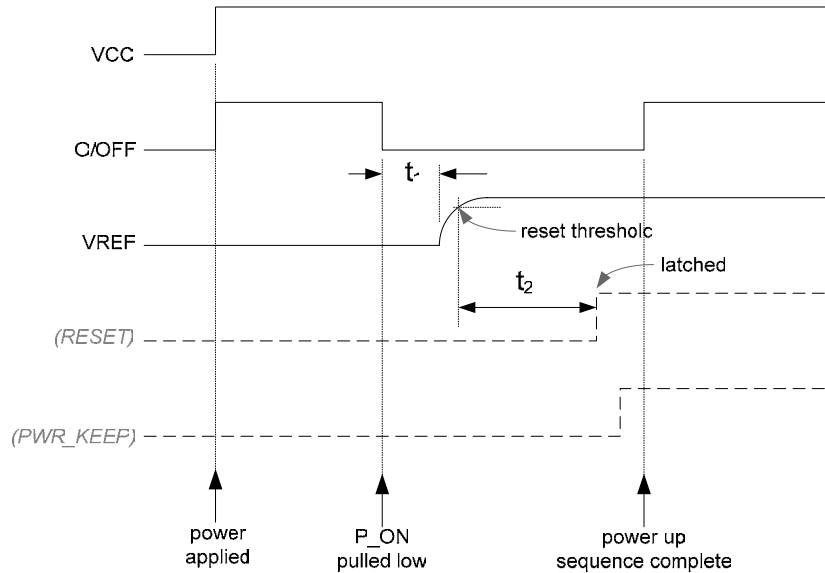 VCC
O/OFF
t-
VREF
reset thresholc
latched
t2
(RESET)
(PWR_KEEP)
power
applied
P_ON
pulled low
power up
sequence complete